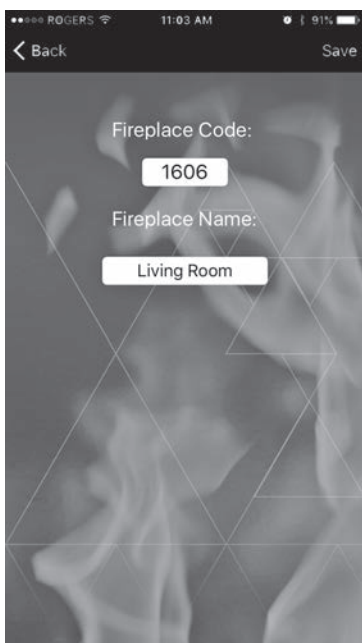 ROGERS 11:03 AM 91%
Back Save
Fireplace Code:
1606
Fireplace Name:
Living Room